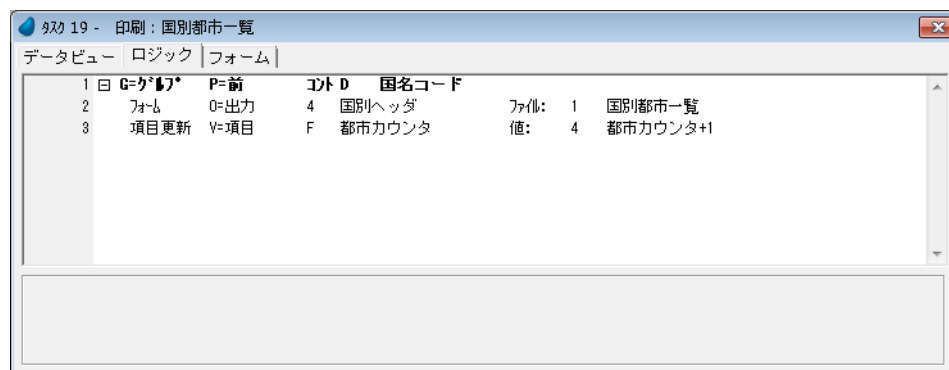 ﾀｽｸ 19 - 印刷：国別都市一覧
データビュー ロジック フォーム
1 G=ｸﾞﾙｰﾌﾟ P=前 ｺﾝﾄ D 国名コード
2 ﾌｫｰﾑ O=出力 4 国別ヘッダ ﾌｧｲﾙ: 1 国別都市一覧
3 項目更新 V=項目 F 都市カウンタ 値: 4 都市カウンタ+1